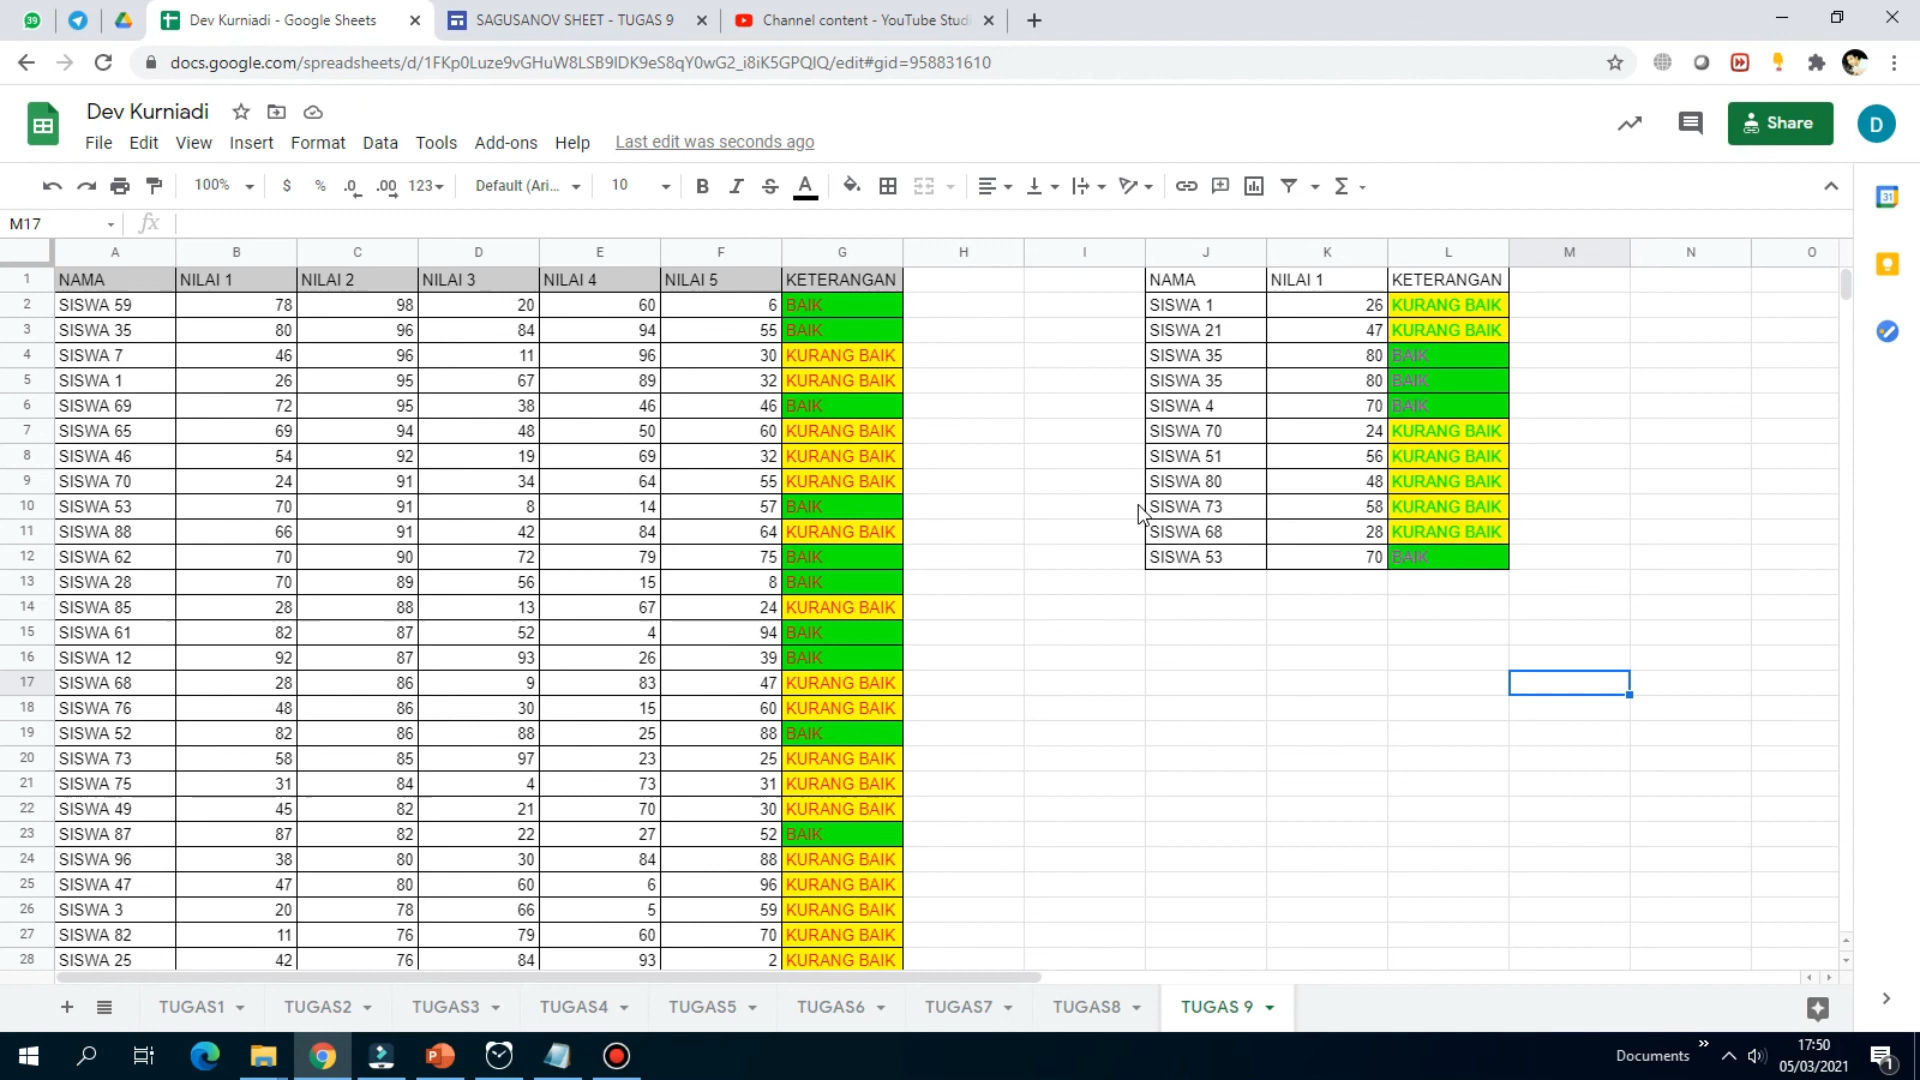 39
Dev Kurniadi - Google Sheets
SAGUSANOV SHEET - TUGAS 9
Channel content - YouTube Stud
docs.google.com/spreadsheets/d/1FKp0Luze9vGHuW8LSB9IDK9eS8qY0wG2_i8iK5GPQlQ/edit#gid=958831610
Dev Kurniadi
File Edit View Insert Format Data Tools Add-ons Help Last edit was seconds ago
Share
D
100% $ % .0 .00 123 Default (Ari... 10 B I S A Σ
31
M17 fx
A B C D E F G H I J K L M N O
1 NAMA NILAI 1 NILAI 2 NILAI 3 NILAI 4 NILAI 5 KETERANGAN NAMA NILAI 1 KETERANGAN
2 SISWA 59 78 98 20 60 6 BAIK SISWA 1 26 KURANG BAIK
3 SISWA 35 80 96 84 94 55 BAIK SISWA 21 47 KURANG BAIK
4 SISWA 7 46 96 11 96 30 KURANG BAIK SISWA 35 80 BAIK
5 SISWA 1 26 95 67 89 32 KURANG BAIK SISWA 35 80 BAIK
6 SISWA 69 72 95 38 46 46 BAIK SISWA 4 70 BAIK
7 SISWA 65 69 94 48 50 60 KURANG BAIK SISWA 70 24 KURANG BAIK
8 SISWA 46 54 92 19 69 32 KURANG BAIK SISWA 51 56 KURANG BAIK
9 SISWA 70 24 91 34 64 55 KURANG BAIK SISWA 80 48 KURANG BAIK
10 SISWA 53 70 91 8 14 57 BAIK SISWA 73 58 KURANG BAIK
11 SISWA 88 66 91 42 84 64 KURANG BAIK SISWA 68 28 KURANG BAIK
12 SISWA 62 70 90 72 79 75 BAIK SISWA 53 70 BAIK
13 SISWA 28 70 89 56 15 8 BAIK
14 SISWA 85 28 88 13 67 24 KURANG BAIK
15 SISWA 61 82 87 52 4 94 BAIK
16 SISWA 12 92 87 93 26 39 BAIK
17 SISWA 68 28 86 9 83 47 KURANG BAIK
18 SISWA 76 48 86 30 15 60 KURANG BAIK
19 SISWA 52 82 86 88 25 88 BAIK
20 SISWA 73 58 85 97 23 25 KURANG BAIK
21 SISWA 75 31 84 4 73 31 KURANG BAIK
22 SISWA 49 45 82 21 70 30 KURANG BAIK
23 SISWA 87 87 82 22 27 52 BAIK
24 SISWA 96 38 80 30 84 88 KURANG BAIK
25 SISWA 47 47 80 60 6 96 KURANG BAIK
26 SISWA 3 20 78 66 5 59 KURANG BAIK
27 SISWA 82 11 76 79 60 70 KURANG BAIK
28 SISWA 25 42 76 84 93 2 KURANG BAIK
TUGAS1 TUGAS2 TUGAS3 TUGAS4 TUGAS5 TUGAS6 TUGAS7 TUGAS8 TUGAS 9
Documents
17:50
05/03/2021
1